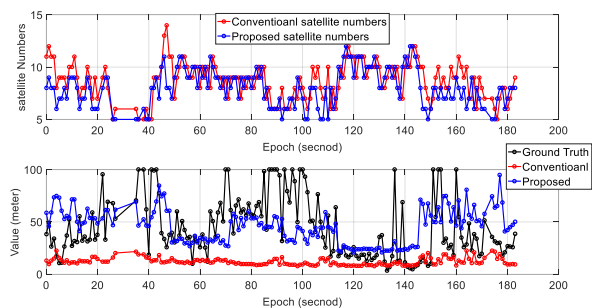 15
10
5
satellite Numbers
Conventioanl satellite numbers
Proposed satellite numbers
0 20 40 60 80 100 120 140 160 180 200
Epoch (secnod)
100
50
0
Value (meter)
Ground Truth
Conventioanl
Proposed
0 20 40 60 80 100 120 140 160 180 200
Epoch (secnod)